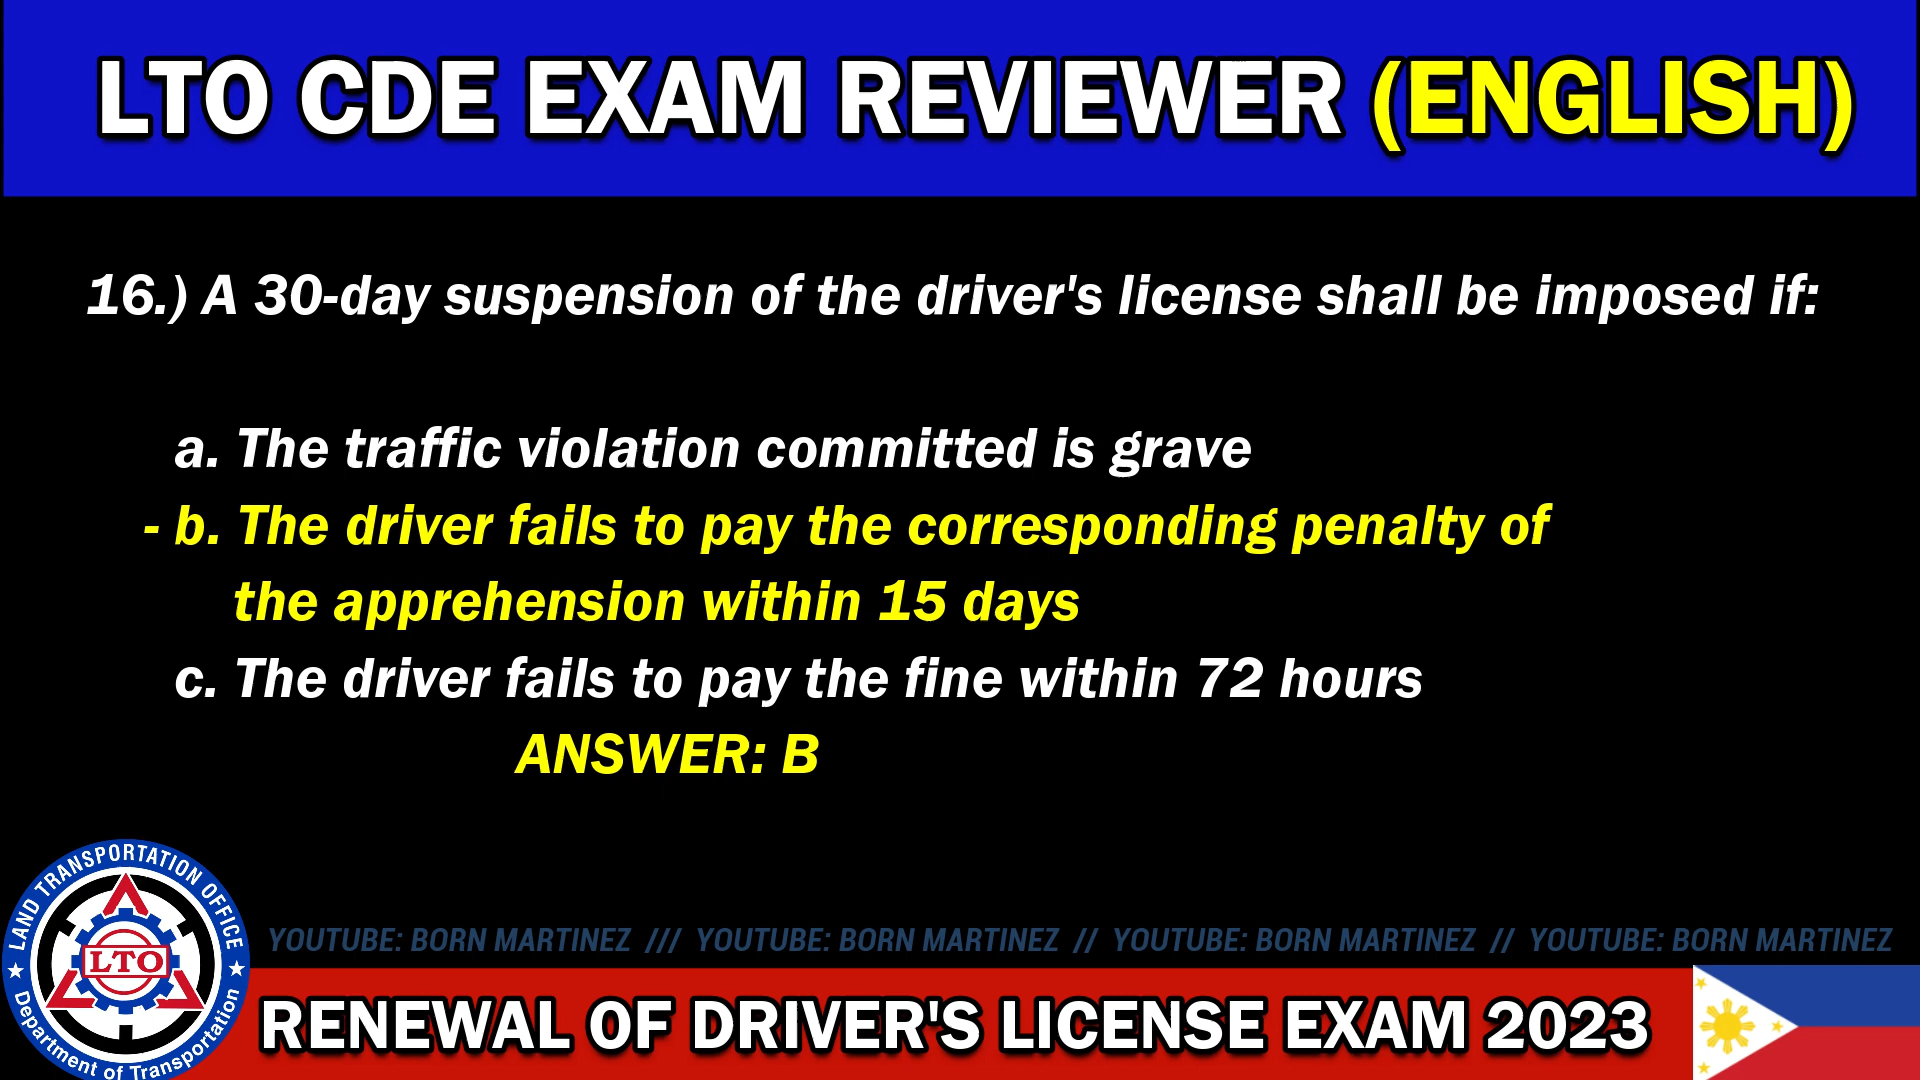 LTO CDE EXAM REVIEWER (ENGLISH)
16.) A 30-day suspension of the driver's license shall be imposed if:
a. The traffic violation committed is grave
- b. The driver fails to pay the corresponding penalty of
the apprehension within 15 days
c. The driver fails to pay the fine within 72 hours
ANSWER: B
YOUTUBE: BORN MARTINEZ /// YOUTUBE: BORN MARTINEZ // YOUTUBE: BORN MARTINEZ // YOUTUBE: BORN MARTINEZ
LAND TRANSPORTATION OFFICE
LTO
Department of Transportation
RENEWAL OF DRIVER'S LICENSE EXAM 2023